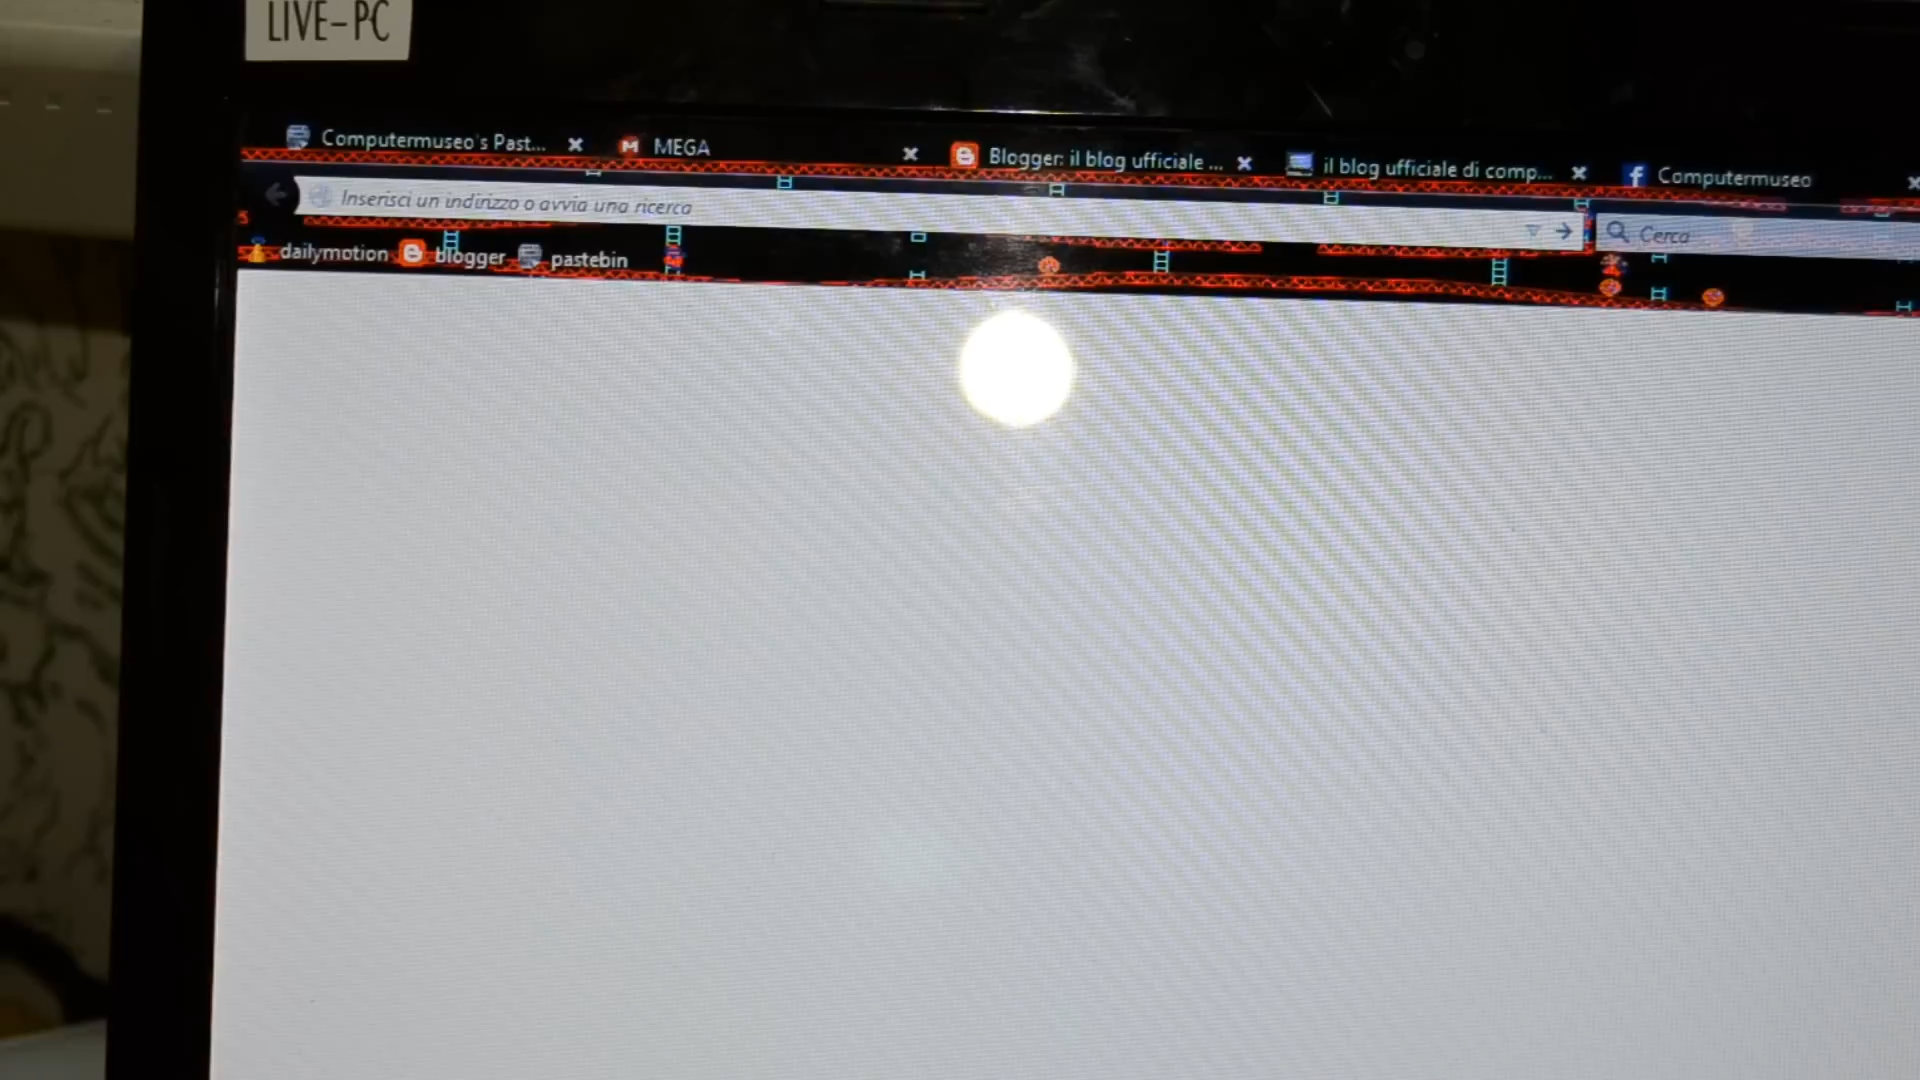 LIVE-PC
Computermuseo's Past...
MEGA
Blogger: il blog ufficiale ...
il blog ufficiale di comp...
Computermuseo
Inserisci un indirizzo o avvia una ricerca
Cerca
dailymotion
blogger
pastebin